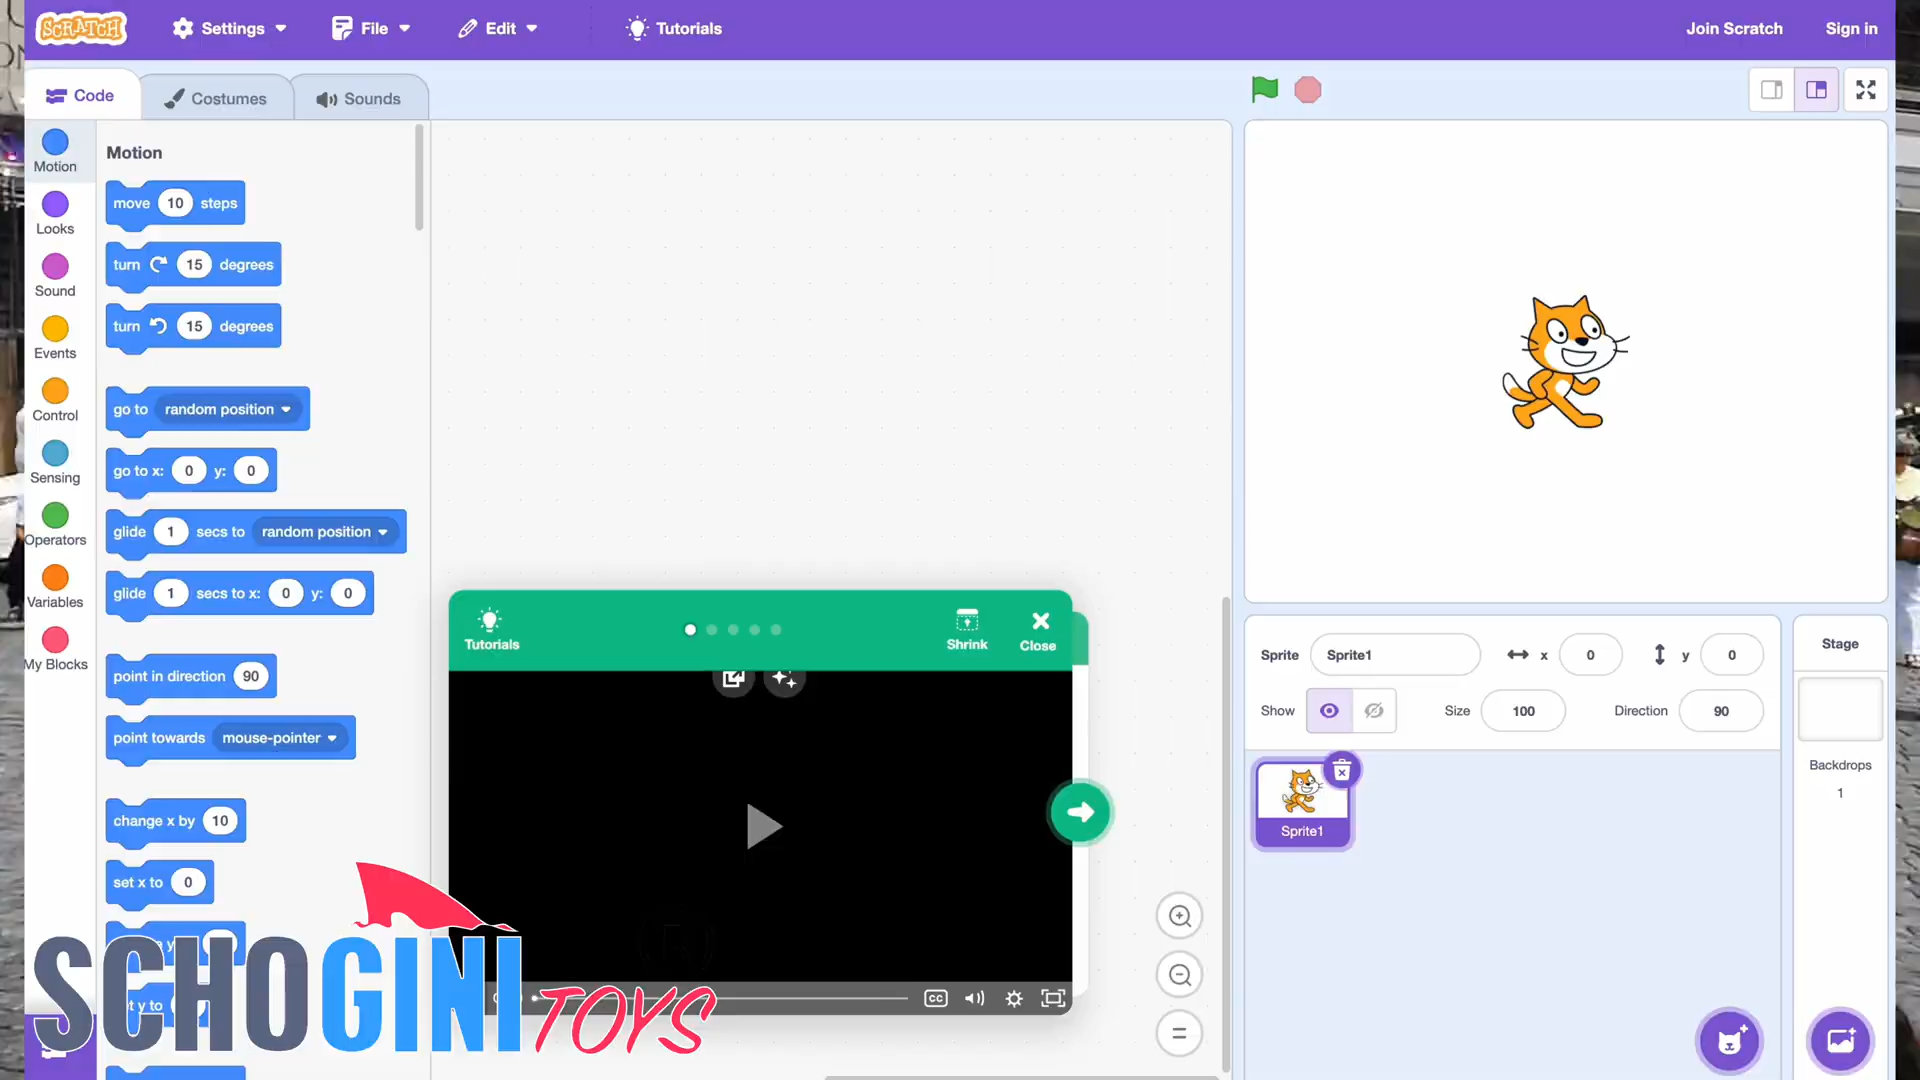 SCRATCH Settings File Edit Tutorials Join Scratch Sign in
Code Costumes Sounds
Motion
Looks
Sound
Events
Control
Sensing
Operators
Variables
My Blocks
Motion
move 10 steps
turn 15 degrees
turn 15 degrees
go to random position
go to x: 0 y: 0
glide 1 secs to random position
glide 1 secs to x: 0 y: 0
point in direction 90
point towards mouse-pointer
change x by 10
set x to 0
y to
Tutorials Shrink Close
CC
SCHOGINI TOYS
Sprite Sprite1 x 0 y 0
Show Size 100 Direction 90
Sprite1
Stage
Backdrops
1